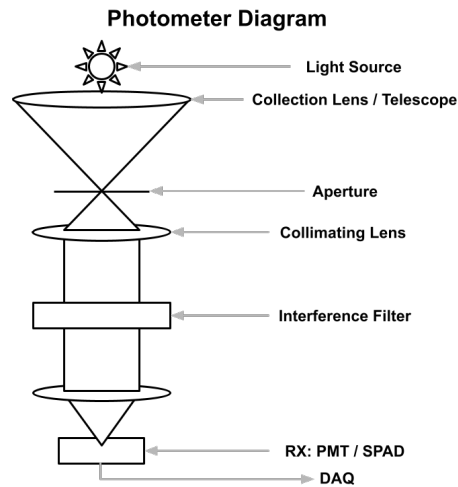 Photometer Diagram
Light Source
Collection Lens / Telescope
Aperture
Collimating Lens
Interference Filter
RX: PMT / SPAD
DAQ